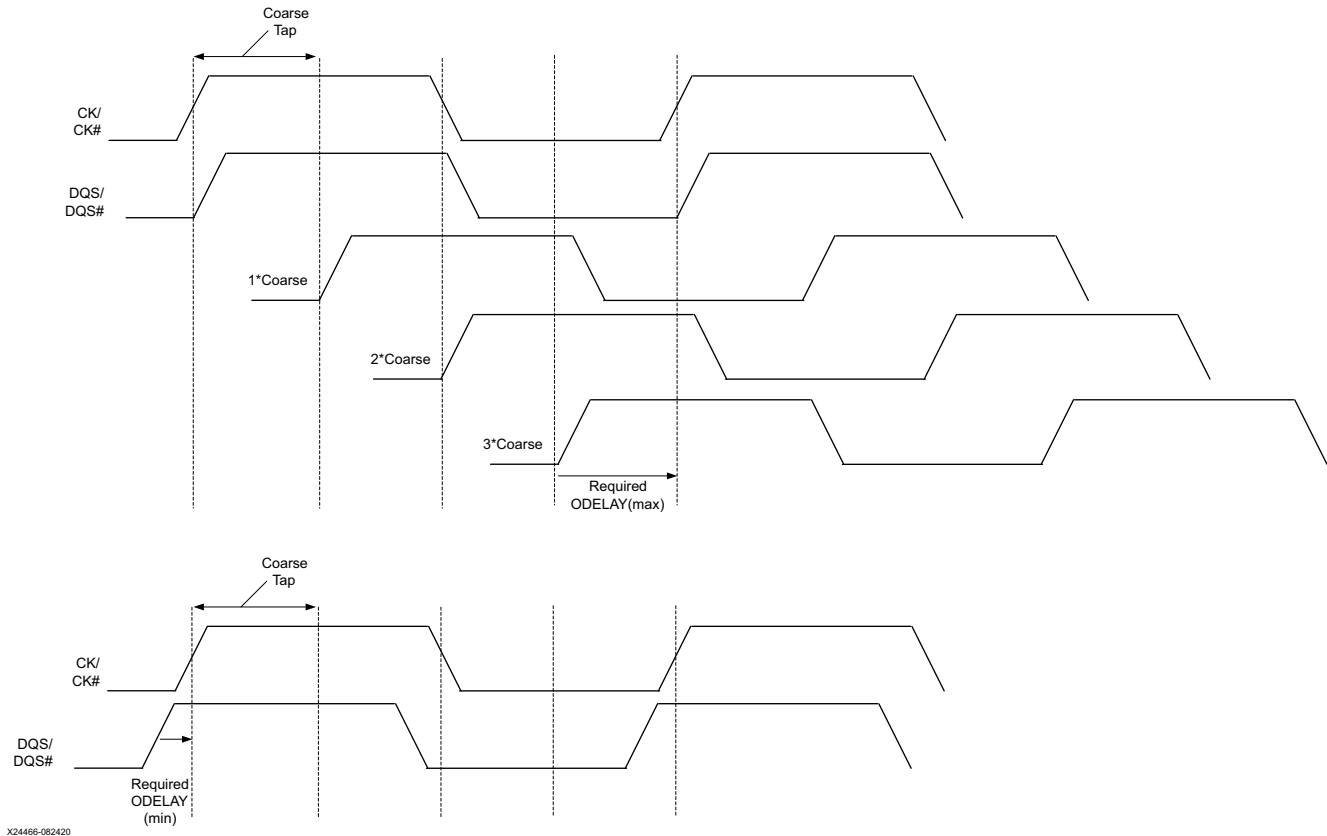 Coarse
Tap
CK/
CK#
DQS/
DQS#
1*Coarse
2*Coarse
3*Coarse
Required
ODELAY(max)
Coarse
Tap
CK/
CK#
DQS/
DQS#
Required
ODELAY
(min)
X24466-082420